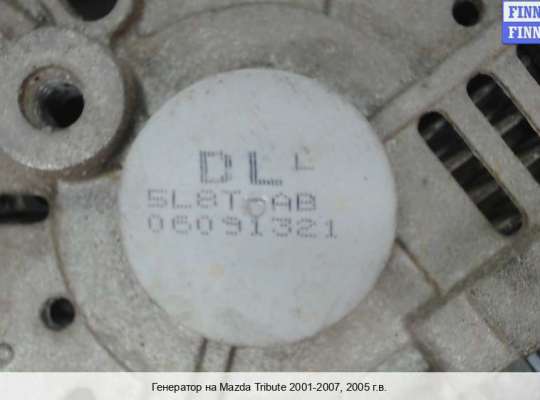 FINN
FINN
DL
5L8T-AB
06091321
Генератор на Mazda Tribute 2001-2007, 2005 г.в.